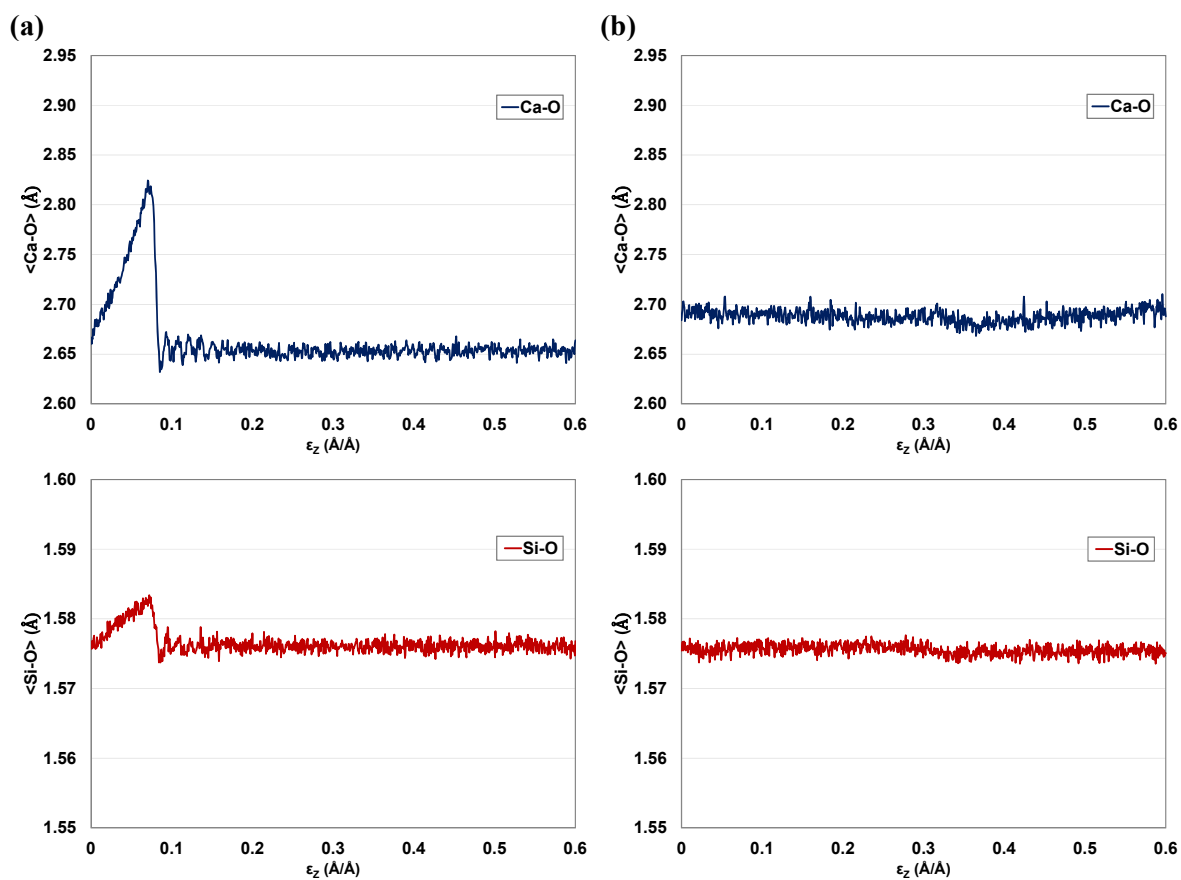 (a)
2.95
2.90
2.85
2.80
2.75
2.70
2.65
2.60
<Ca-O> (Å)
Ca-O
0 0.1 0.2 0.3 0.4 0.5 0.6
εZ (Å/Å)
(b)
2.95
2.90
2.85
2.80
2.75
2.70
2.65
2.60
<Ca-O> (Å)
Ca-O
0 0.1 0.2 0.3 0.4 0.5 0.6
εZ (Å/Å)
1.60
1.59
1.58
1.57
1.56
1.55
<Si-O> (Å)
Si-O
0 0.1 0.2 0.3 0.4 0.5 0.6
εZ (Å/Å)
1.60
1.59
1.58
1.57
1.56
1.55
<Si-O> (Å)
Si-O
0 0.1 0.2 0.3 0.4 0.5 0.6
εZ (Å/Å)